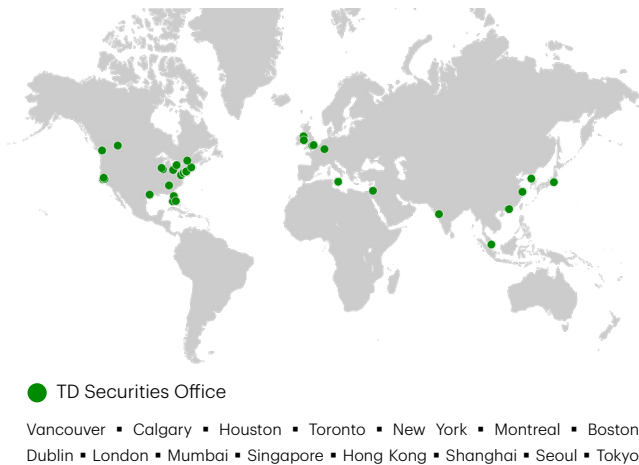 TD Securities Office
Vancouver ▪ Calgary ▪ Houston ▪ Toronto ▪ New York ▪ Montreal ▪ Boston
Dublin ▪ London ▪ Mumbai ▪ Singapore ▪ Hong Kong ▪ Shanghai ▪ Seoul ▪ Tokyo